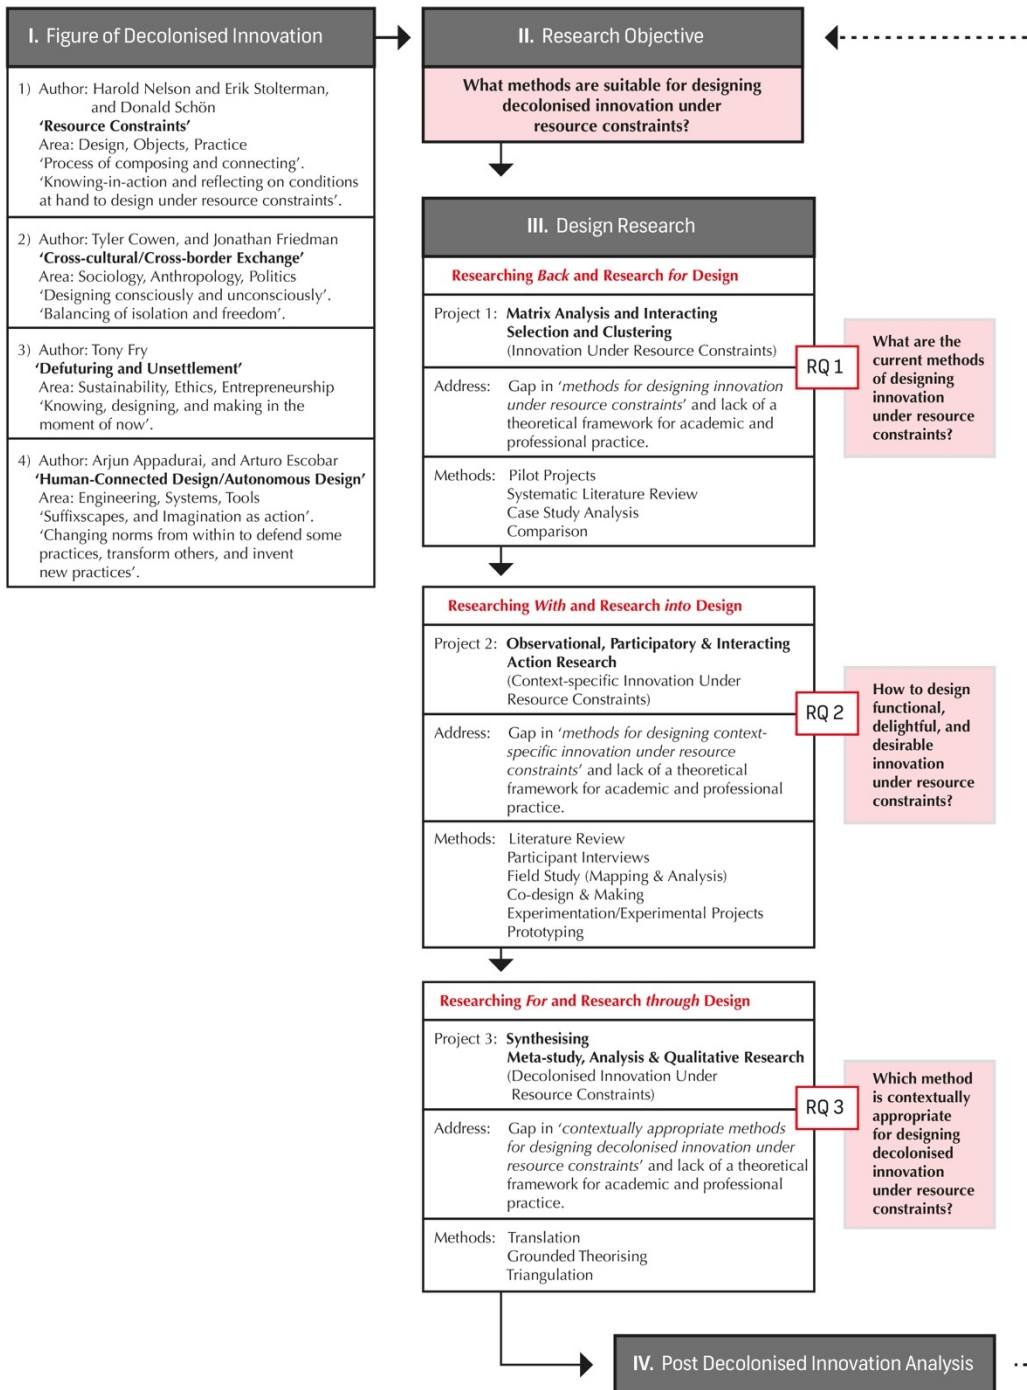 I. Figure of Decolonised Innovation
1) Author: Harold Nelson and Erik Stolterman,
and Donald Schön
‘Resource Constraints’
Area: Design, Objects, Practice
‘Process of composing and connecting’.
‘Knowing-in-action and reflecting on conditions
at hand to design under resource constraints’.
2) Author: Tyler Cowen, and Jonathan Friedman
‘Cross-cultural/Cross-border Exchange’
Area: Sociology, Anthropology, Politics
‘Designing consciously and unconsciously’.
‘Balancing of isolation and freedom’.
3) Author: Tony Fry
‘Defuturing and Unsettlement’
Area: Sustainability, Ethics, Entrepreneurship
‘Knowing, designing, and making in the
moment of now’.
4) Author: Arjun Appadurai, and Arturo Escobar
‘Human-Connected Design/Autonomous Design’
Area: Engineering, Systems, Tools
‘Suffixscapes, and Imagination as action’.
‘Changing norms from within to defend some
practices, transform others, and invent
new practices’.
II. Research Objective
What methods are suitable for designing
decolonised innovation under
resource constraints?
III. Design Research
Researching Back and Research for Design
Project 1: Matrix Analysis and Interacting
Selection and Clustering
(Innovation Under Resource Constraints)
Address: Gap in ‘methods for designing innovation
under resource constraints’ and lack of a
theoretical framework for academic and
professional practice.
Methods: Pilot Projects
Systematic Literature Review
Case Study Analysis
Comparison
RQ 1
What are the
current methods
of designing
innovation
under resource
constraints?
Researching With and Research into Design
Project 2: Observational, Participatory & Interacting
Action Research
(Context-specific Innovation Under
Resource Constraints)
Address: Gap in ‘methods for designing context-
specific innovation under resource
constraints’ and lack of a theoretical
framework for academic and professional
practice.
Methods: Literature Review
Participant Interviews
Field Study (Mapping & Analysis)
Co-design & Making
Experimentation/Experimental Projects
Prototyping
RQ 2
How to design
functional,
delightful, and
desirable
innovation
under resource
constraints?
Researching For and Research through Design
Project 3: Synthesising
Meta-study, Analysis & Qualitative Research
(Decolonised Innovation Under
Resource Constraints)
Address: Gap in ‘contextually appropriate methods
for designing decolonised innovation under
resource constraints’ and lack of a theoretical
framework for academic and professional
practice.
Methods: Translation
Grounded Theorising
Triangulation
RQ 3
Which method
is contextually
appropriate
for designing
decolonised
innovation
under resource
constraints?
IV. Post Decolonised Innovation Analysis